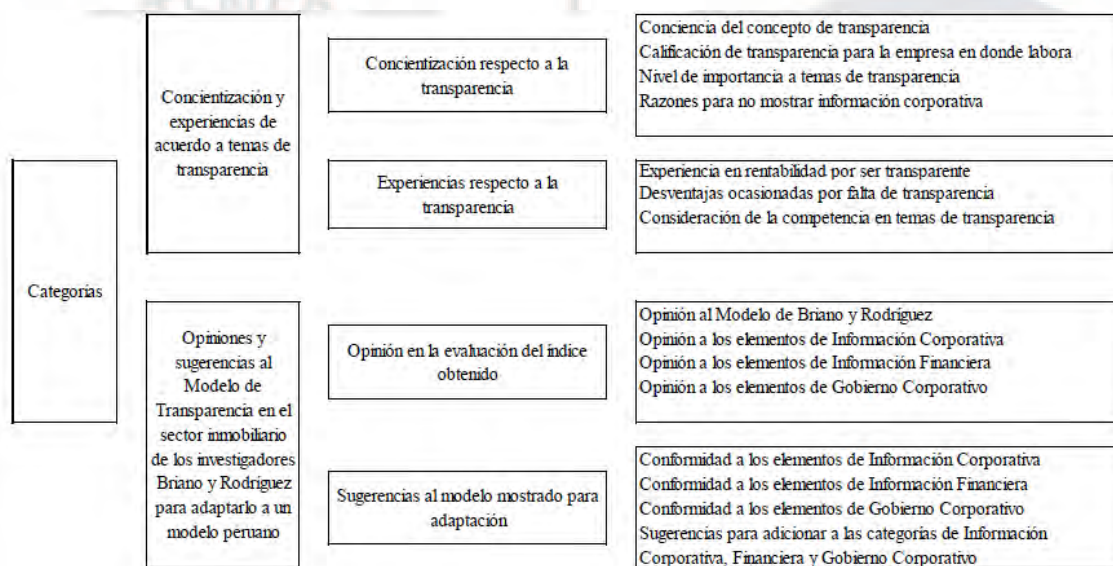 Categorías
Concientización y
experiencias de
acuerdo a temas de
transparencia
Concientización respecto a la
transparencia
Conciencia del concepto de transparencia
Calificación de transparencia para la empresa en donde labora
Nivel de importancia a temas de transparencia
Razones para no mostrar información corporativa
Experiencias respecto a la
transparencia
Experiencia en rentabilidad por ser transparente
Desventajas ocasionadas por falta de transparencia
Consideración de la competencia en temas de transparencia
Opiniones y
sugerencias al
Modelo de
Transparencia en el
sector inmobiliario
de los investigadores
Briano y Rodríguez
para adaptarlo a un
modelo peruano
Opinión en la evaluación del índice
obtenido
Opinión al Modelo de Briano y Rodríguez
Opinión a los elementos de Información Corporativa
Opinión a los elementos de Información Financiera
Opinión a los elementos de Gobierno Corporativo
Sugerencias al modelo mostrado para
adaptación
Conformidad a los elementos de Información Corporativa
Conformidad a los elementos de Información Financiera
Conformidad a los elementos de Gobierno Corporativo
Sugerencias para adicionar a las categorías de Información
Corporativa, Financiera y Gobierno Corporativo